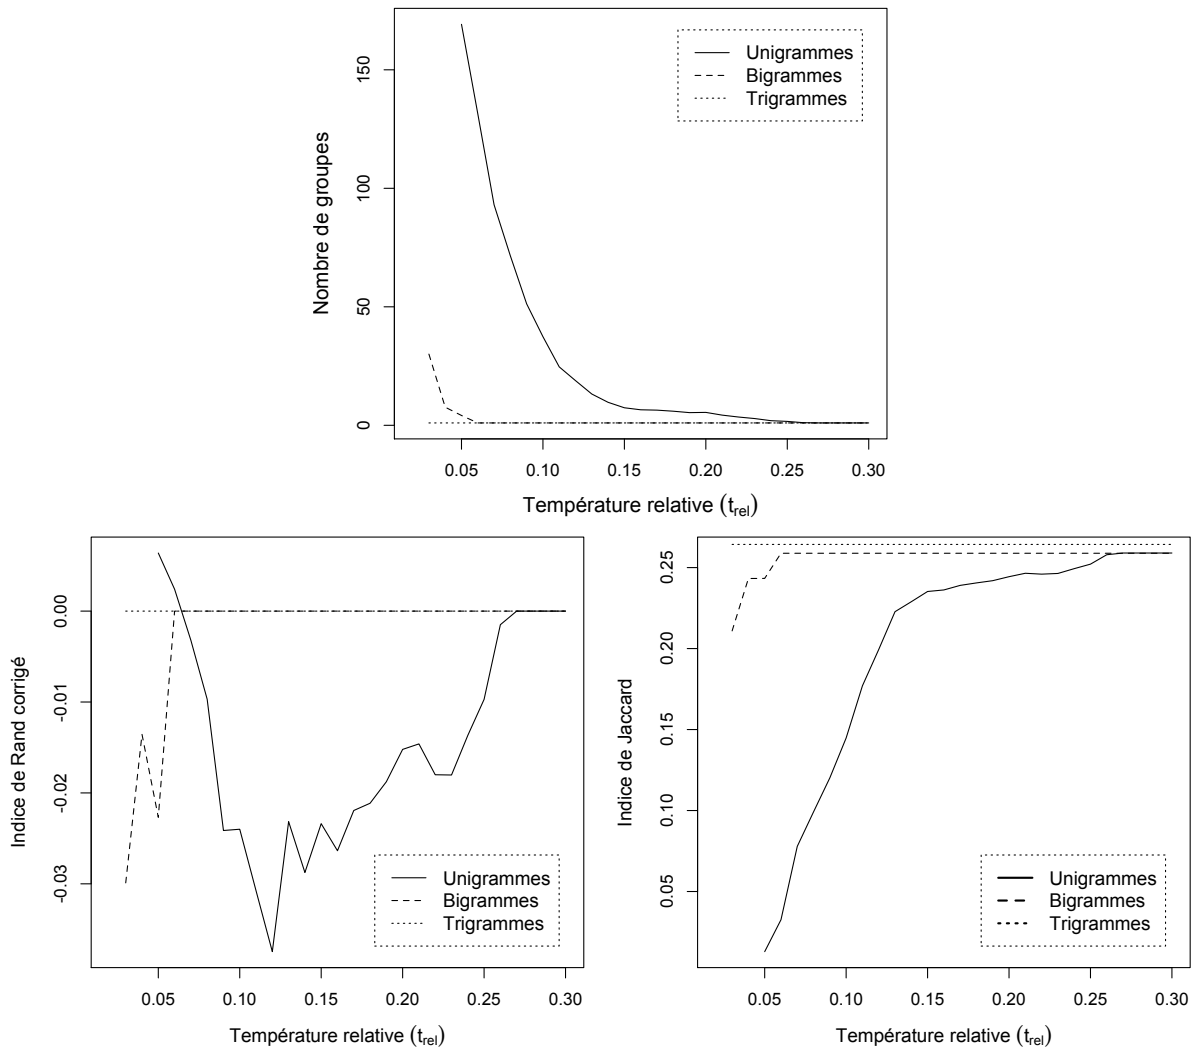 Nombre de groupes
150
100
50
0
Unigrammes
Bigrammes
Trigrammes
0.05 0.10 0.15 0.20 0.25 0.30
Température relative (trel)
Indice de Rand corrigé
0.00
-0.01
-0.02
-0.03
Unigrammes
Bigrammes
Trigrammes
0.05 0.10 0.15 0.20 0.25 0.30
Température relative (trel)
Indice de Jaccard
0.25
0.20
0.15
0.10
0.05
Unigrammes
Bigrammes
Trigrammes
0.05 0.10 0.15 0.20 0.25 0.30
Température relative (trel)